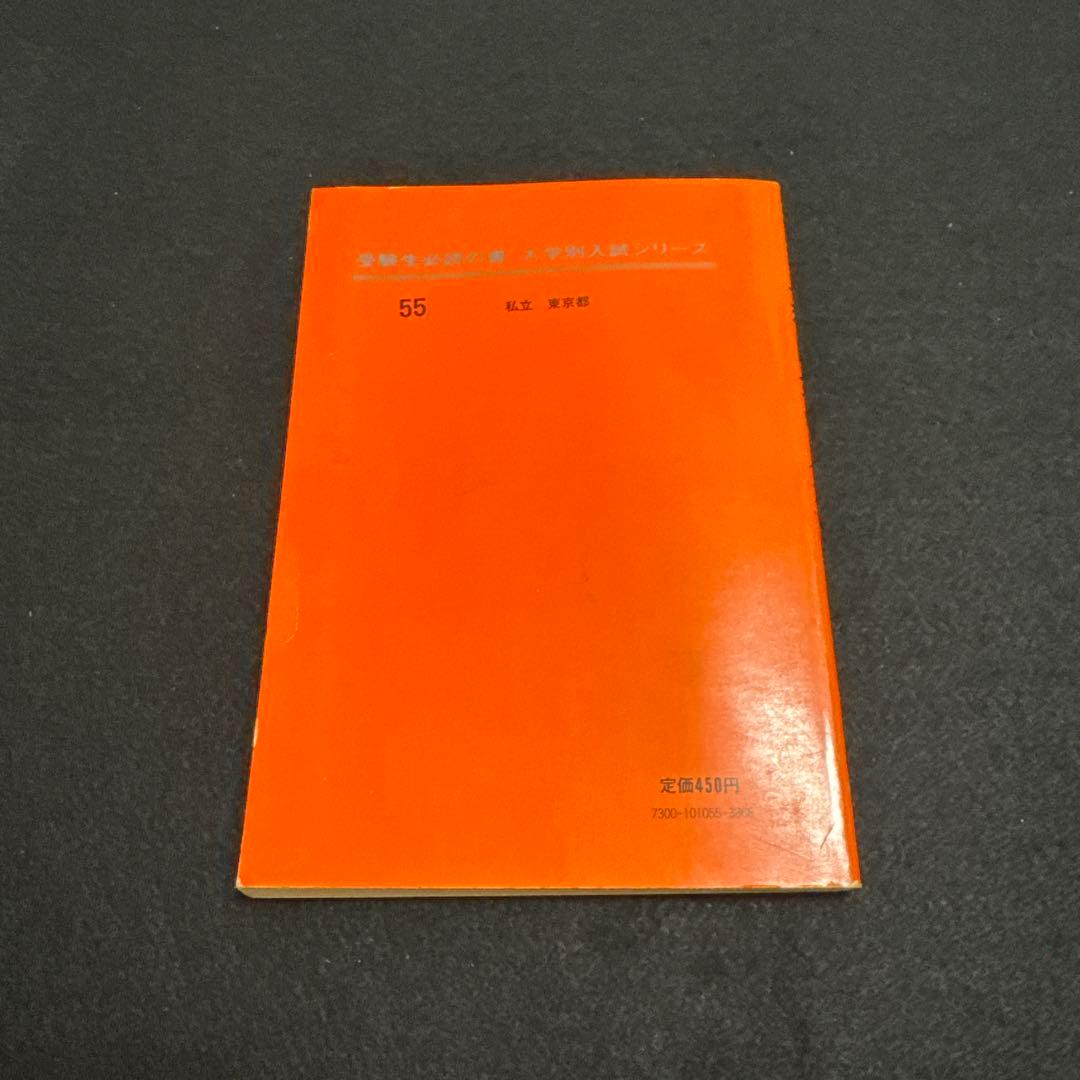 受験生必読の書 大学別入試シリーズ
55 私立 東京都
定価450円
7300-101055-3368